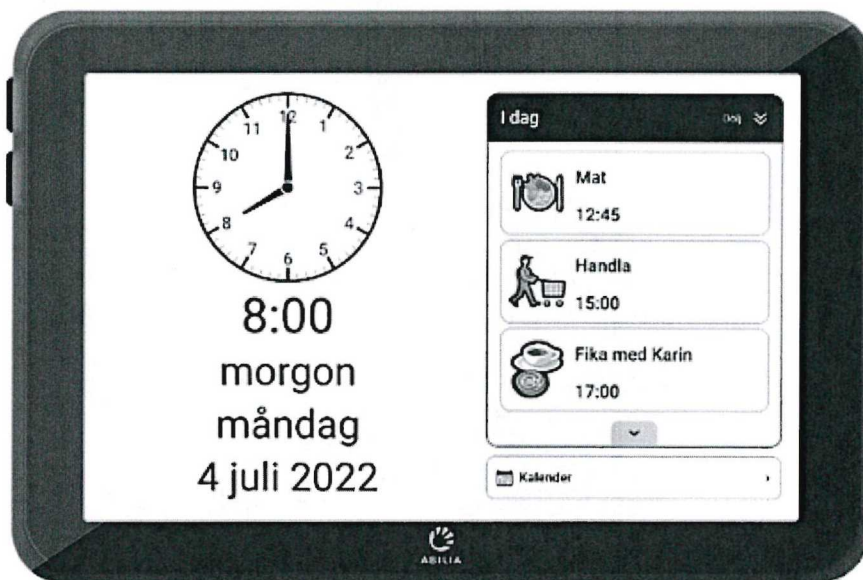 12
1
2
3
4
5
6
7
8
9
10
11
8:00
morgon
måndag
4 juli 2022
I dag
Dölj
Mat
12:45
Handla
15:00
Fika med Karin
17:00
Kalender
ABILIA